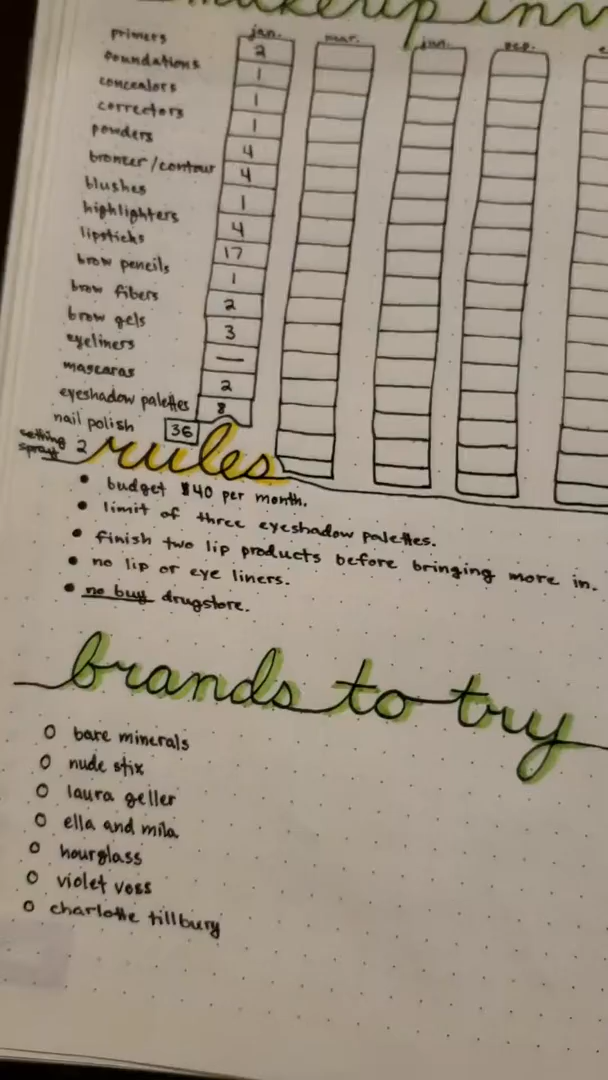 makeup inv
jan. mar. jun. sep.
primers 2
foundations 1
concealors 1
correctors 1
powders 4
bronzer/contour 4
blushes 1
highlighters 4
lipsticks 17
brow pencils 1
brow fibers 2
brow gels 3
eyeliners —
mascaras 2
eyeshadow palettes 8
nail polish 36
setting spray 2
rules
• budget $40 per month.
• limit of three eyeshadow palettes.
• finish two lip products before bringing more in.
• no lip or eye liners.
• no buy drugstore.
brands to try
○ bare minerals
○ nude stix
○ laura geller
○ ella and mila
○ hourglass
○ violet voss
○ charlotte tillbury